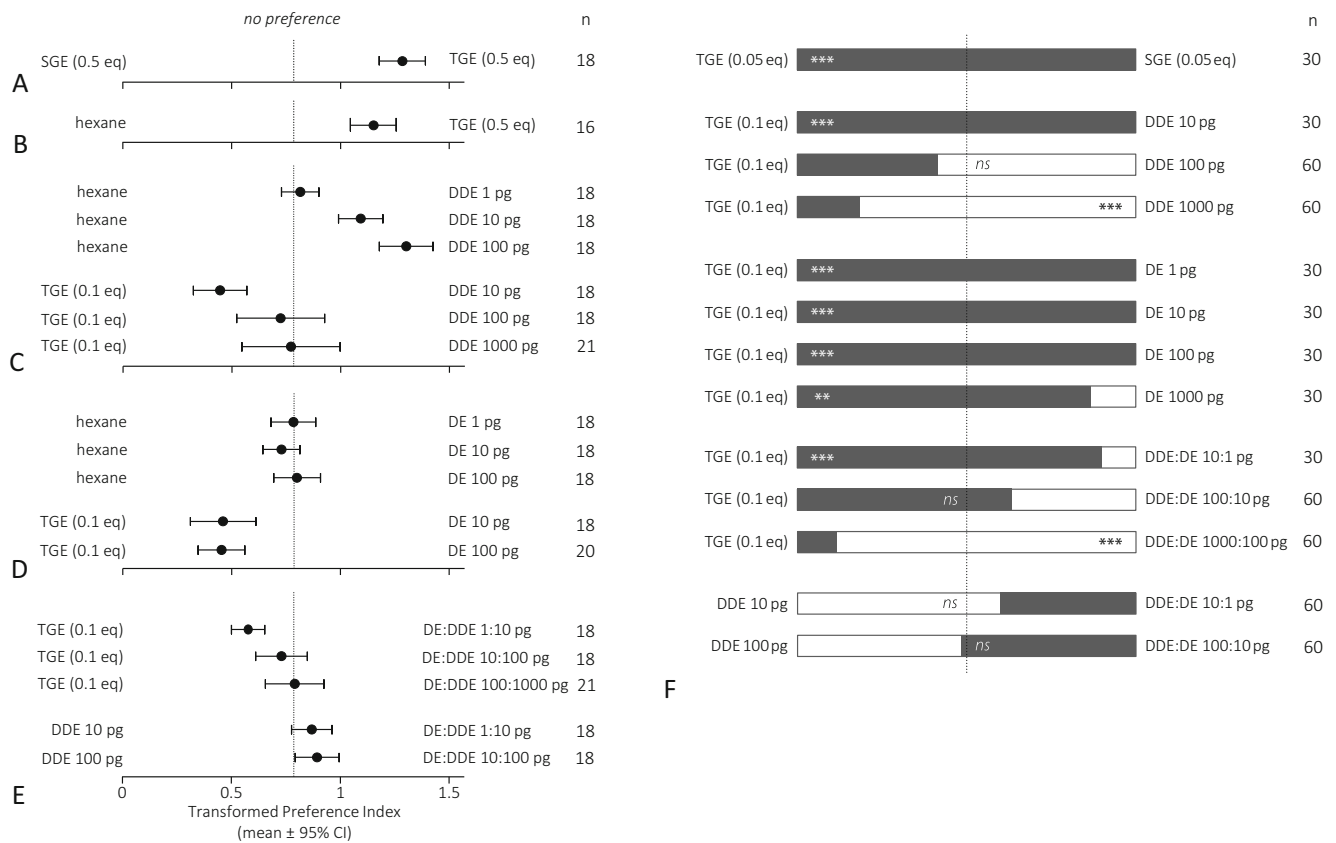 no preference n
SGE (0.5 eq) TGE (0.5 eq) 18
A
hexane TGE (0.5 eq) 16
B
hexane DDE 1 pg 18
hexane DDE 10 pg 18
hexane DDE 100 pg 18
TGE (0.1 eq) DDE 10 pg 18
TGE (0.1 eq) DDE 100 pg 18
TGE (0.1 eq) DDE 1000 pg 21
C
hexane DE 1 pg 18
hexane DE 10 pg 18
hexane DE 100 pg 18
TGE (0.1 eq) DE 10 pg 18
TGE (0.1 eq) DE 100 pg 20
D
TGE (0.1 eq) DE:DDE 1:10 pg 18
TGE (0.1 eq) DE:DDE 10:100 pg 18
TGE (0.1 eq) DE:DDE 100:1000 pg 21
DDE 10 pg DE:DDE 1:10 pg 18
DDE 100 pg DE:DDE 10:100 pg 18
E
0 0.5 1 1.5
Transformed Preference Index
(mean ± 95% CI)
n
TGE (0.05 eq) *** SGE (0.05 eq) 30
TGE (0.1 eq) *** DDE 10 pg 30
TGE (0.1 eq) ns DDE 100 pg 60
TGE (0.1 eq) *** DDE 1000 pg 60
TGE (0.1 eq) *** DE 1 pg 30
TGE (0.1 eq) *** DE 10 pg 30
TGE (0.1 eq) *** DE 100 pg 30
TGE (0.1 eq) ** DE 1000 pg 30
TGE (0.1 eq) *** DDE:DE 10:1 pg 30
TGE (0.1 eq) ns DDE:DE 100:10 pg 60
TGE (0.1 eq) *** DDE:DE 1000:100 pg 60
DDE 10 pg ns DDE:DE 10:1 pg 60
DDE 100 pg ns DDE:DE 100:10 pg 60
F